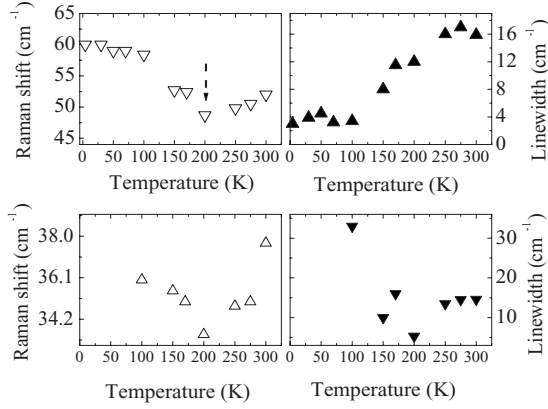 Raman shift (cm⁻¹)
60
55
50
45
0 50 100 150 200 250 300
Temperature (K)
16
12
8
4
0
Linewidth (cm⁻¹)
0 50 100 150 200 250 300
Temperature (K)
Raman shift (cm⁻¹)
38.0
36.1
34.2
0 50 100 150 200 250 300
Temperature (K)
30
20
10
Linewidth (cm⁻¹)
0 50 100 150 200 250 300
Temperature (K)